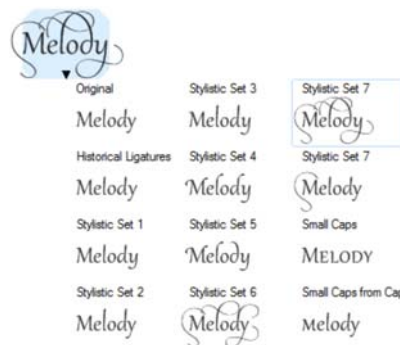 Melody
Original Stylistic Set 3 Stylistic Set 7
Melody Melody Melody
Historical Ligatures Stylistic Set 4 Stylistic Set 7
Melody Melody Melody
Stylistic Set 1 Stylistic Set 5 Small Caps
Melody Melody MELODY
Stylistic Set 2 Stylistic Set 6 Small Caps from Cap
Melody Melody Melody